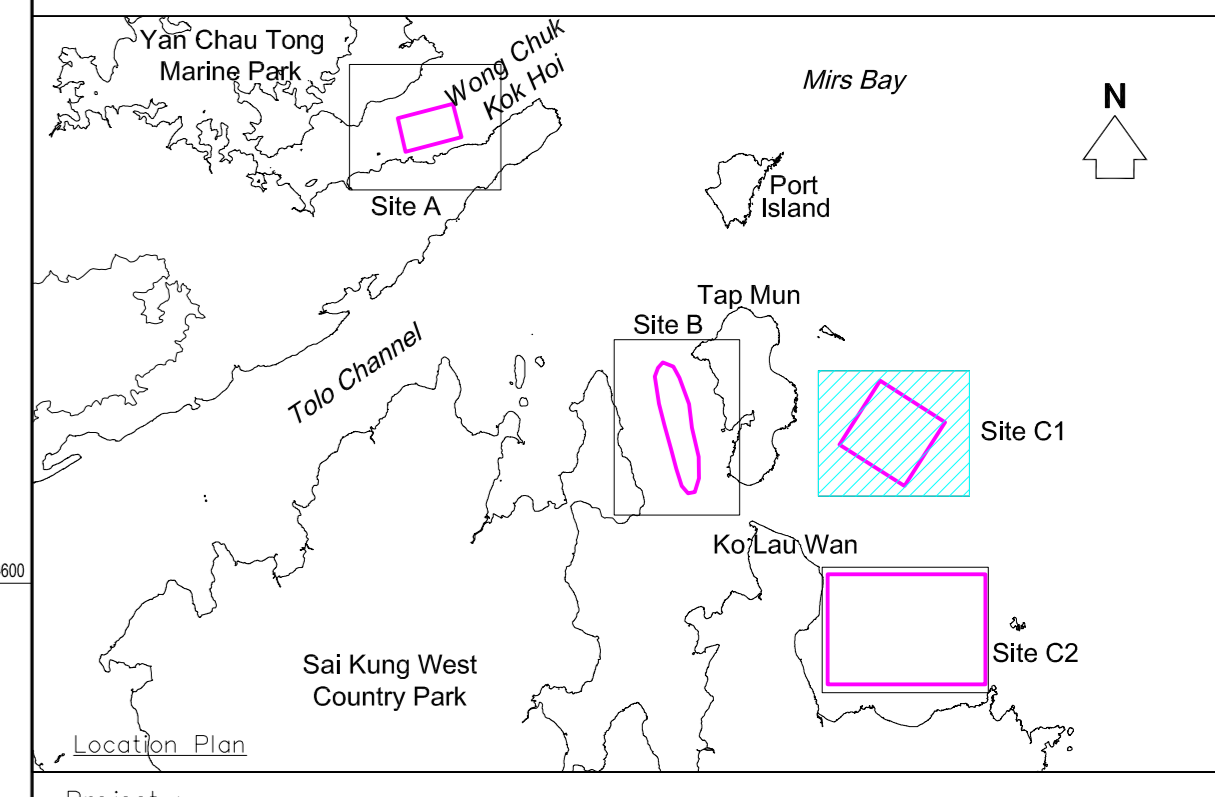 Yan Chau Tong
Marine Park
Wong Chuk
Kok Hoi
Mirs Bay
N
Site A
Port
Island
Tap Mun
Site B
Tolo Channel
Site C1
Ko Lau Wan
600
Sai Kung West
Country Park
Site C2
Location Plan